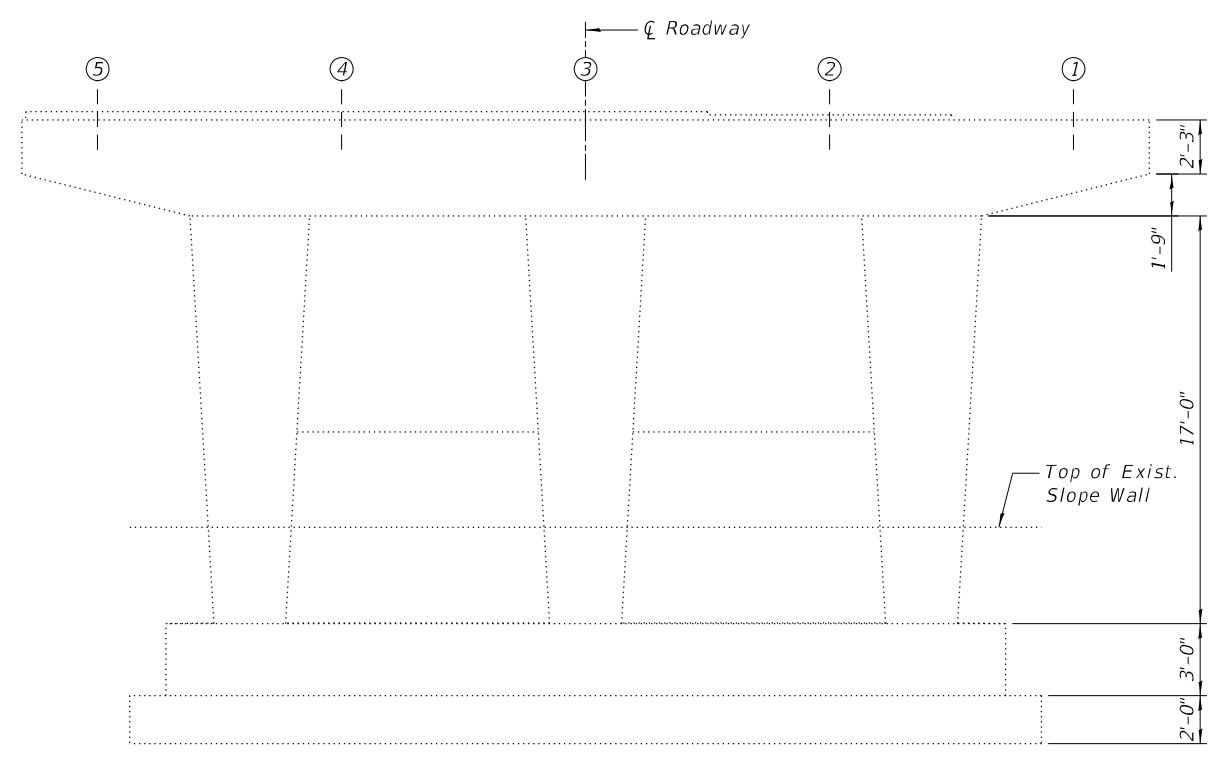 ℄ Roadway
5 4 3 2 1
2'-3"
1'-9"
17'-0"
Top of Exist.
Slope Wall
3'-0"
2'-0"